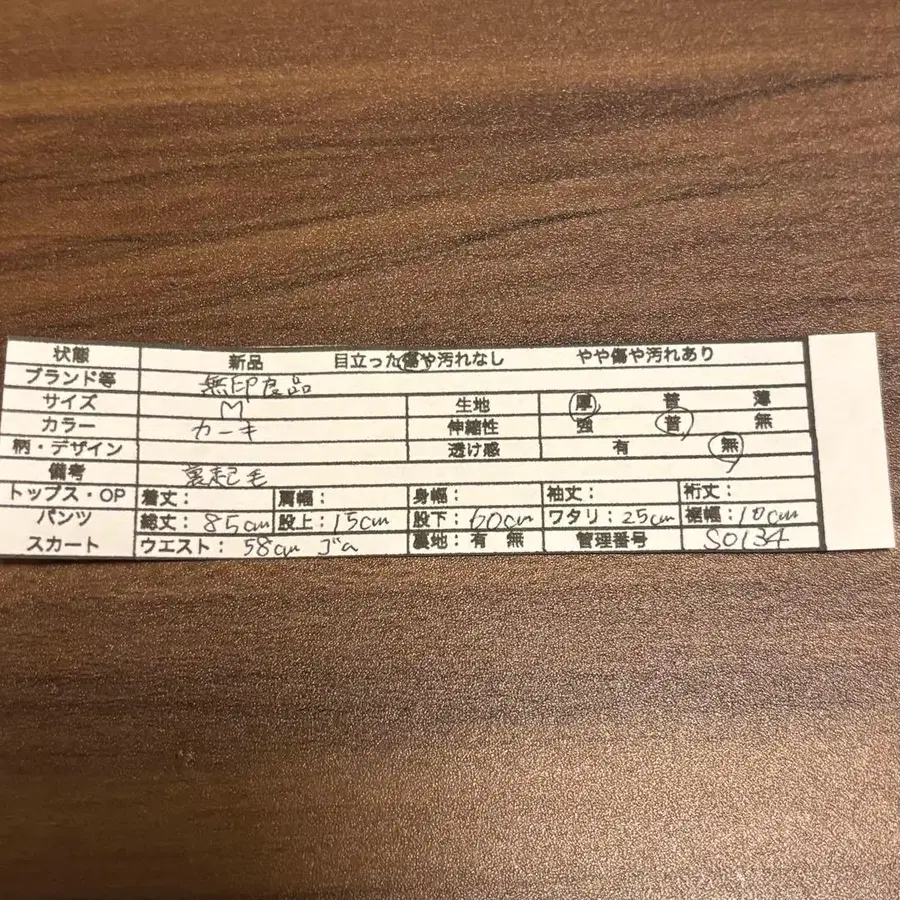 状態 新品 目立った傷や汚れなし やや傷や汚れあり
ブランド等 無印良品
サイズ M 生地 厚 普 薄
カラー カーキ 伸縮性 強 普 無
柄・デザイン 透け感 有 無
備考 裏起毛
トップス・OP 着丈: 肩幅: 身幅: 袖丈: 裄丈:
パンツ 総丈: 85cm 股上: 15cm 股下: 60cm ワタリ: 25cm 裾幅: 10cm
スカート ウエスト: 58cm ゴム 裏地: 有 無 管理番号 S0134